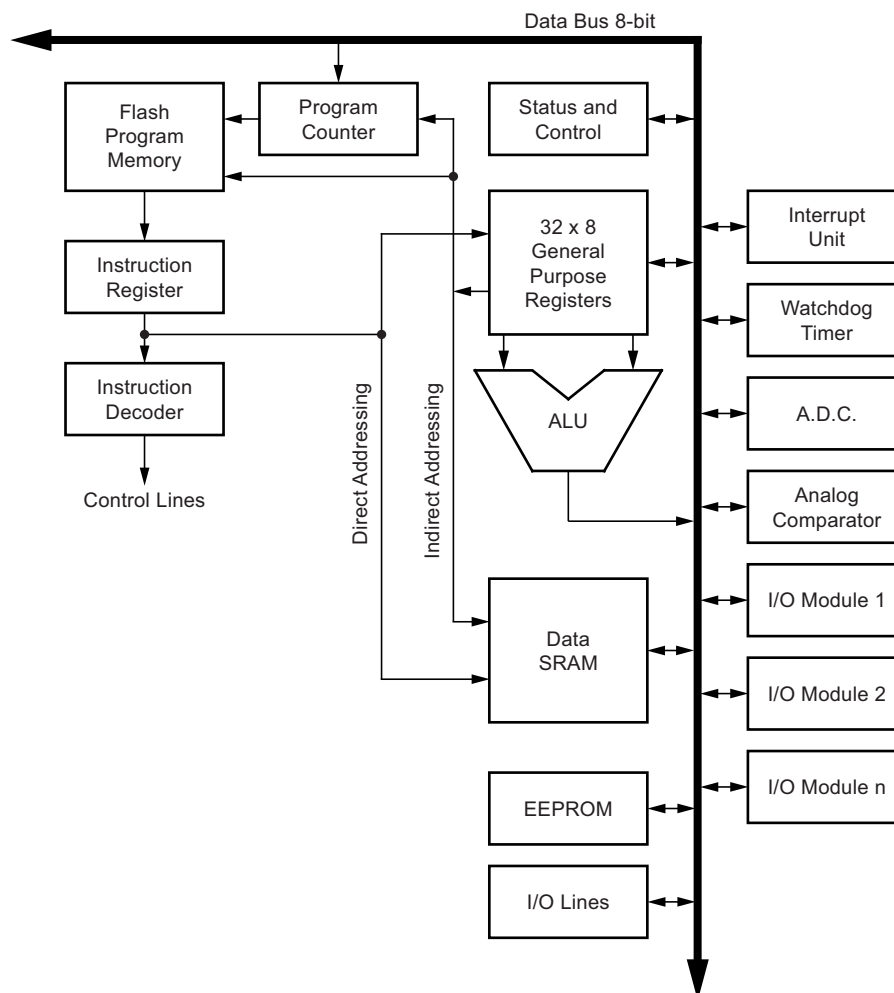 Data Bus 8-bit
Flash
Program
Memory
Program
Counter
Status and
Control
32 x 8
General
Purpose
Registers
Interrupt
Unit
Instruction
Register
Watchdog
Timer
Instruction
Decoder
ALU
A.D.C.
Control Lines
Direct Addressing
Indirect Addressing
Analog
Comparator
I/O Module 1
Data
SRAM
I/O Module 2
I/O Module n
EEPROM
I/O Lines